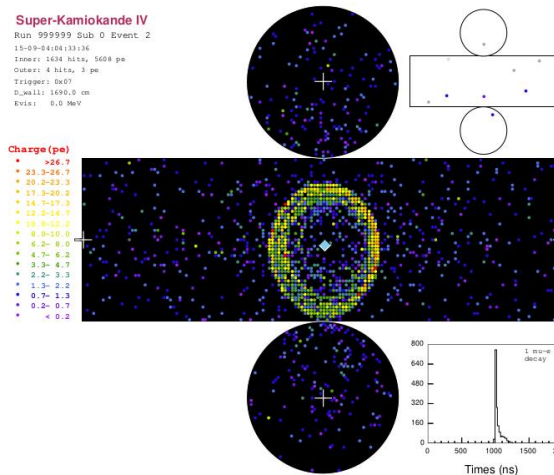 Super-Kamiokande IV
Run 999999 Sub 0 Event 2
15-09-04:04:33:36
Inner: 1634 hits, 5608 pe
Outer: 4 hits, 3 pe
Trigger: 0x07
D_wall: 1690.0 cm
Evis: 0.0 MeV
Charge(pe)
>26.7
23.3-26.7
20.2-23.3
17.3-20.2
14.7-17.3
12.2-14.7
10.0-12.2
8.0-10.0
6.2- 8.0
4.7- 6.2
3.3- 4.7
2.2- 3.3
1.3- 2.2
0.7- 1.3
0.2- 0.7
< 0.2
1 mu-e
decay
800
640
480
320
160
0
0 500 1000 1500
Times (ns)